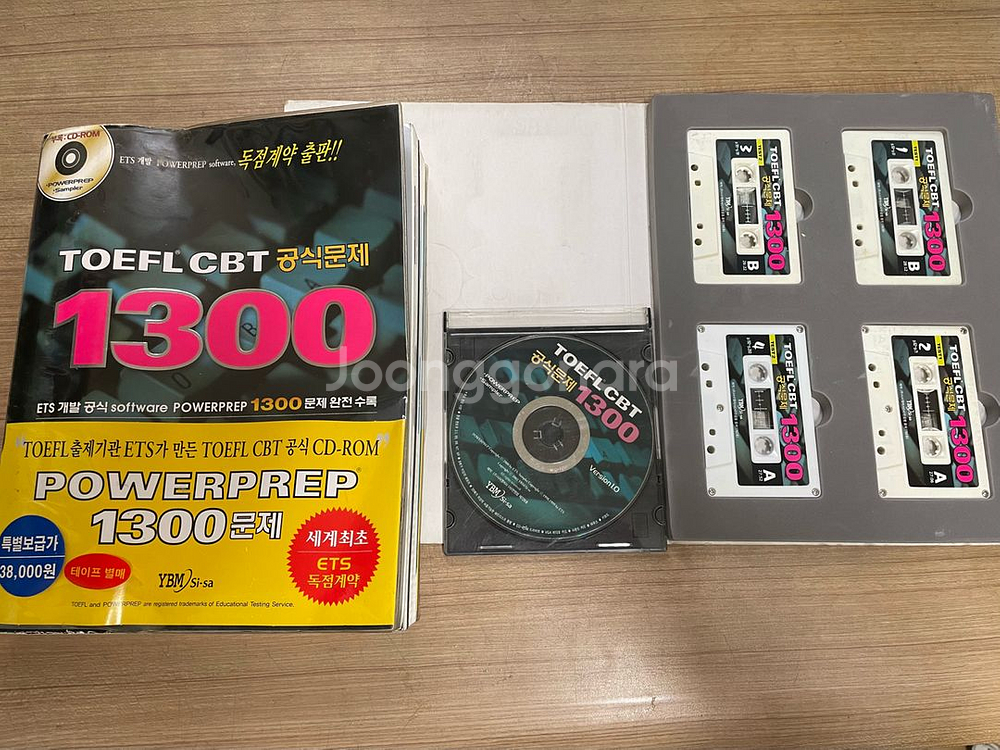 부록:CD-ROM
·POWERPREP
·Sampler
ETS 개발 POWERPREP software, 독점계약 출판!!
TOEFL® CBT 공식문제
1300
ETS 개발 공식 software POWERPREP 1300 문제 완전 수록
"TOEFL 출제기관 ETS가 만든 TOEFL CBT 공식 CD-ROM"
POWERPREP®
1300 문제
특별보급가
38,000원
테이프 별매
YBM Si-sa
세계최초
ETS
독점계약
TOEFL and POWERPREP are registered trademarks of Educational Testing Service.
Joonggonara
TOEFL CBT
공식문제
1300
·POWERPREP
·Sampler
Version1.0
YBM Si-sa
TOEFL CBT
공식문제
1300
3
B
TOEFL CBT
공식문제
1300
1
B
TOEFL CBT
공식문제
1300
4
A
TOEFL CBT
공식문제
1300
2
A